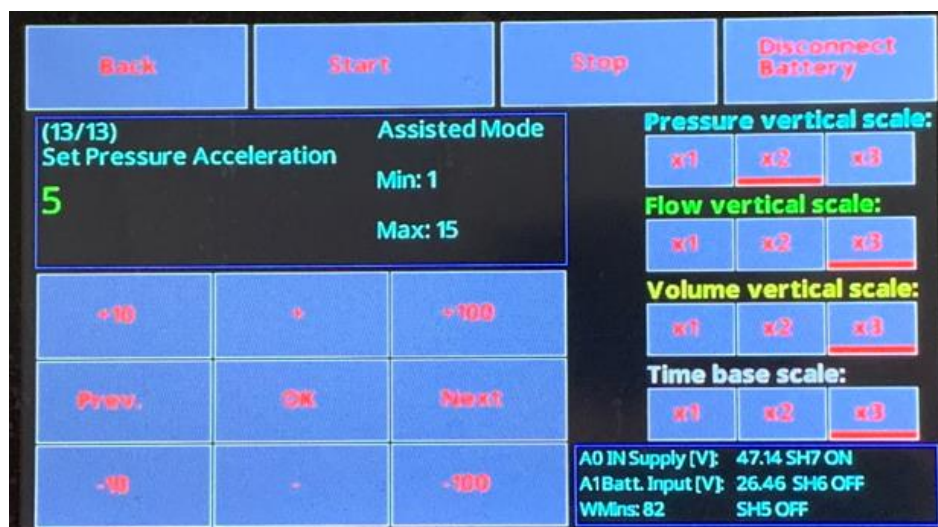 Back
Start
Stop
Disconnect
Battery
(13/13)
Assisted Mode
Set Pressure Acceleration
5
Min: 1
Max: 15
Pressure vertical scale:
x1 x2 x3
Flow vertical scale:
x1 x2 x3
Volume vertical scale:
x1 x2 x3
Time base scale:
x1 x2 x3
+10 + +100
Prev. OK Next
-10 - -100
A0 IN Supply [V]: 47.14 SH7 ON
A1 Batt. Input [V]: 26.46 SH6 OFF
WMins: 82 SH5 OFF